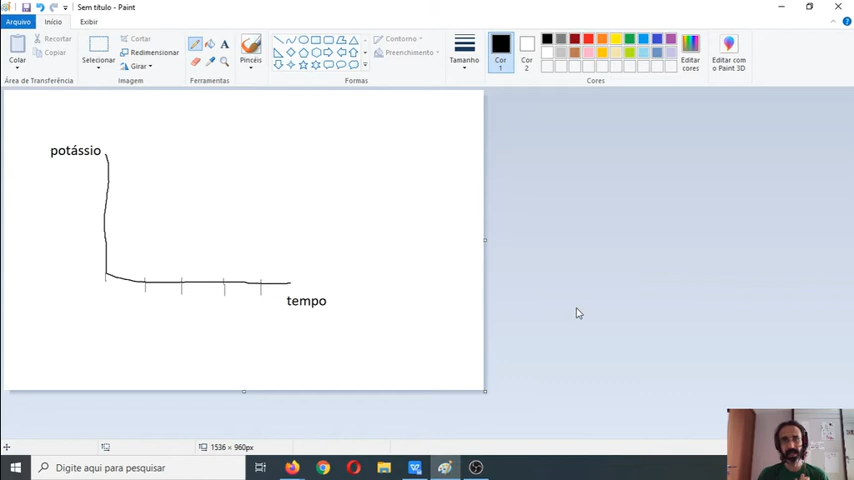 Sem título - Paint
Arquivo
Início
Exibir
Colar
Recortar
Copiar
Área de Transferência
Selecionar
Redimensionar
Girar
Imagem
A
Ferramentas
Pincéis
Contorno
Preenchimento
Formas
Tamanho
Cor
1
Cor
2
Cores
Editar
cores
Editar com
o Paint 3D
potássio
tempo
1536 × 960px
Digite aqui para pesquisar